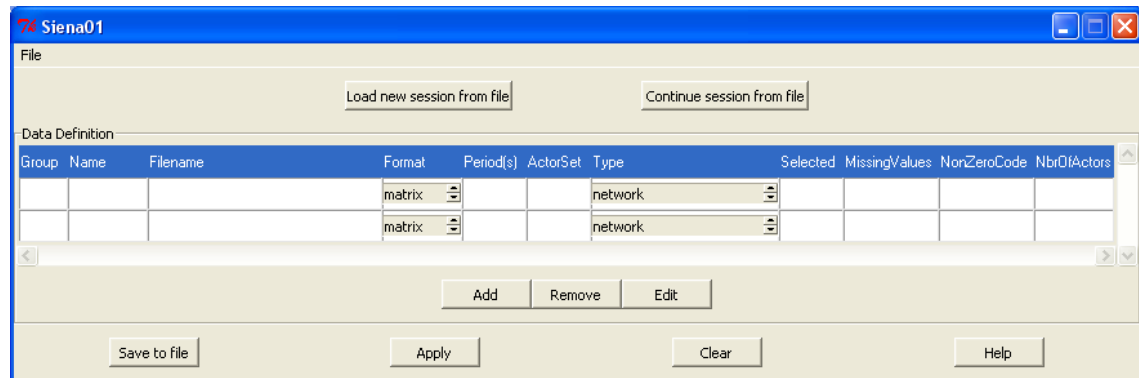 Siena01
File
Load new session from file Continue session from file
Data Definition
Group Name Filename Format Period(s) ActorSet Type Selected MissingValues NonZeroCode NbrOfActors
matrix network
matrix network
Add Remove Edit
Save to file Apply Clear Help